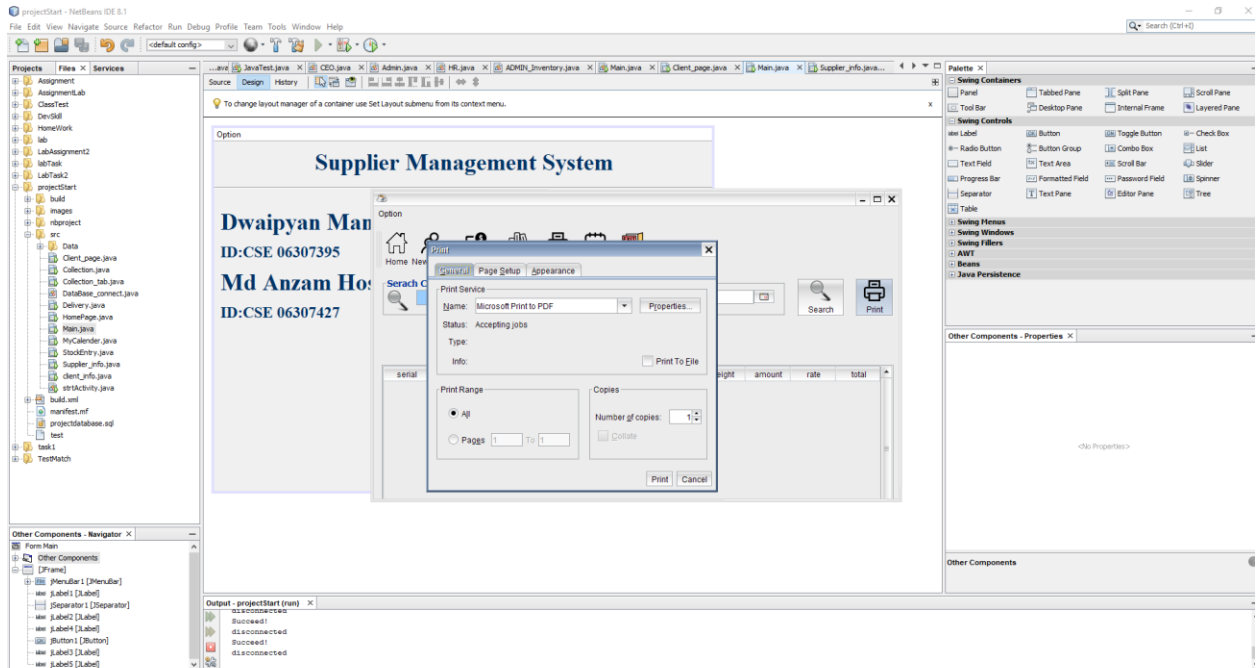 projectStart - NetBeans IDE 8.1
File Edit View Navigate Source Refactor Run Debug Profile Team Tools Window Help
Search (Ctrl+I)
<default config>
Projects Files Services
Assignment
AssignmentLab
ClassTest
DevSkill
HomeWork
lab
LabAssignment2
labTask
LabTask2
projectStart
build
images
nbproject
src
Data
Client_page.java
Collection.java
Collection_tab.java
DataBase_connect.java
Delivery.java
HomePage.java
Main.java
MyCalender.java
StockEntry.java
Supplier_info.java
client_info.java
strtActivity.java
build.xml
manifest.mf
projectdatabase.sql
test
task1
TestMatch
Other Components - Navigator
Form Main
Other Components
[JFrame]
jMenuBar1 [JMenuBar]
jLabel1 [JLabel]
jSeparator1 [JSeparator]
jLabel2 [JLabel]
jLabel4 [JLabel]
jButton1 [JButton]
jLabel3 [JLabel]
jLabel5 [JLabel]
...ave JavaTest.java CEO.java Admin.java HR.java ADMIN_Inventory.java Main.java Client_page.java Main.java Supplier_info.java...
Source Design History
To change layout manager of a container use Set Layout submenu from its context menu.
Option
Supplier Management System
Dwaipyan Man
ID:CSE 06307395
Md Anzam Hos
ID:CSE 06307427
Option
Home New
Serach C
Search
Print
serial
eight amount rate total
Print
General Page Setup Appearance
Print Service
Name: Microsoft Print to PDF Properties...
Status: Accepting jobs
Type:
Info: Print To File
Print Range
All
Pages 1 To 1
Copies
Number of copies: 1
Collate
Print Cancel
Output - projectStart (run)
disconnected
Succeed!
disconnected
Succeed!
disconnected
Palette
Swing Containers
Panel Tabbed Pane Split Pane Scroll Pane
Tool Bar Desktop Pane Internal Frame Layered Pane
Swing Controls
Label Button Toggle Button Check Box
Radio Button Button Group Combo Box List
Text Field Text Area Scroll Bar Slider
Progress Bar Formatted Field Password Field Spinner
Separator Text Pane Editor Pane Tree
Table
Swing Menus
Swing Windows
Swing Fillers
AWT
Beans
Java Persistence
Other Components - Properties
<No Properties>
Other Components